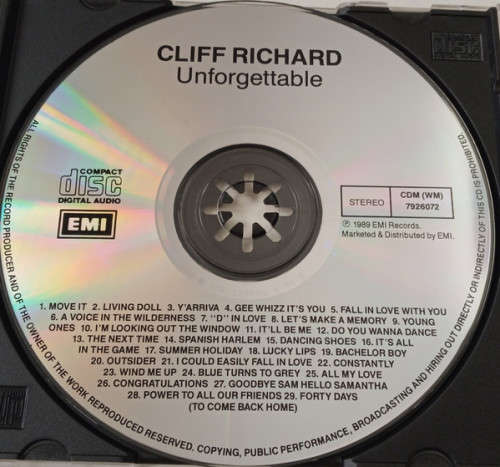 CLIFF RICHARD
Unforgettable
COMPACT
disc
DIGITAL AUDIO
EMI
STEREO
CDM (WM)
7926072
℗ 1989 EMI Records.
Marketed & Distributed by EMI.
1. MOVE IT 2. LIVING DOLL 3. Y'ARRIVA 4. GEE WHIZZ IT'S YOU 5. FALL IN LOVE WITH YOU
6. A VOICE IN THE WILDERNESS 7. "D" IN LOVE 8. LET'S MAKE A MEMORY 9. YOUNG
ONES 10. I'M LOOKING OUT THE WINDOW 11. IT'LL BE ME 12. DO YOU WANNA DANCE
13. THE NEXT TIME 14. SPANISH HARLEM 15. DANCING SHOES 16. IT'S ALL
IN THE GAME 17. SUMMER HOLIDAY 18. LUCKY LIPS 19. BACHELOR BOY
20. OUTSIDER 21. I COULD EASILY FALL IN LOVE 22. CONSTANTLY
23. WIND ME UP 24. BLUE TURNS TO GREY 25. ALL MY LOVE
26. CONGRATULATIONS 27. GOODBYE SAM HELLO SAMANTHA
28. POWER TO ALL OUR FRIENDS 29. FORTY DAYS
(TO COME BACK HOME)
ALL RIGHTS OF THE RECORD PRODUCER AND OF THE OWNER OF THE WORK REPRODUCED RESERVED. COPYING, PUBLIC PERFORMANCE, BROADCASTING AND HIRING OUT DIRECTLY OR INDIRECTLY OF THIS CD IS PROHIBITED.
disc